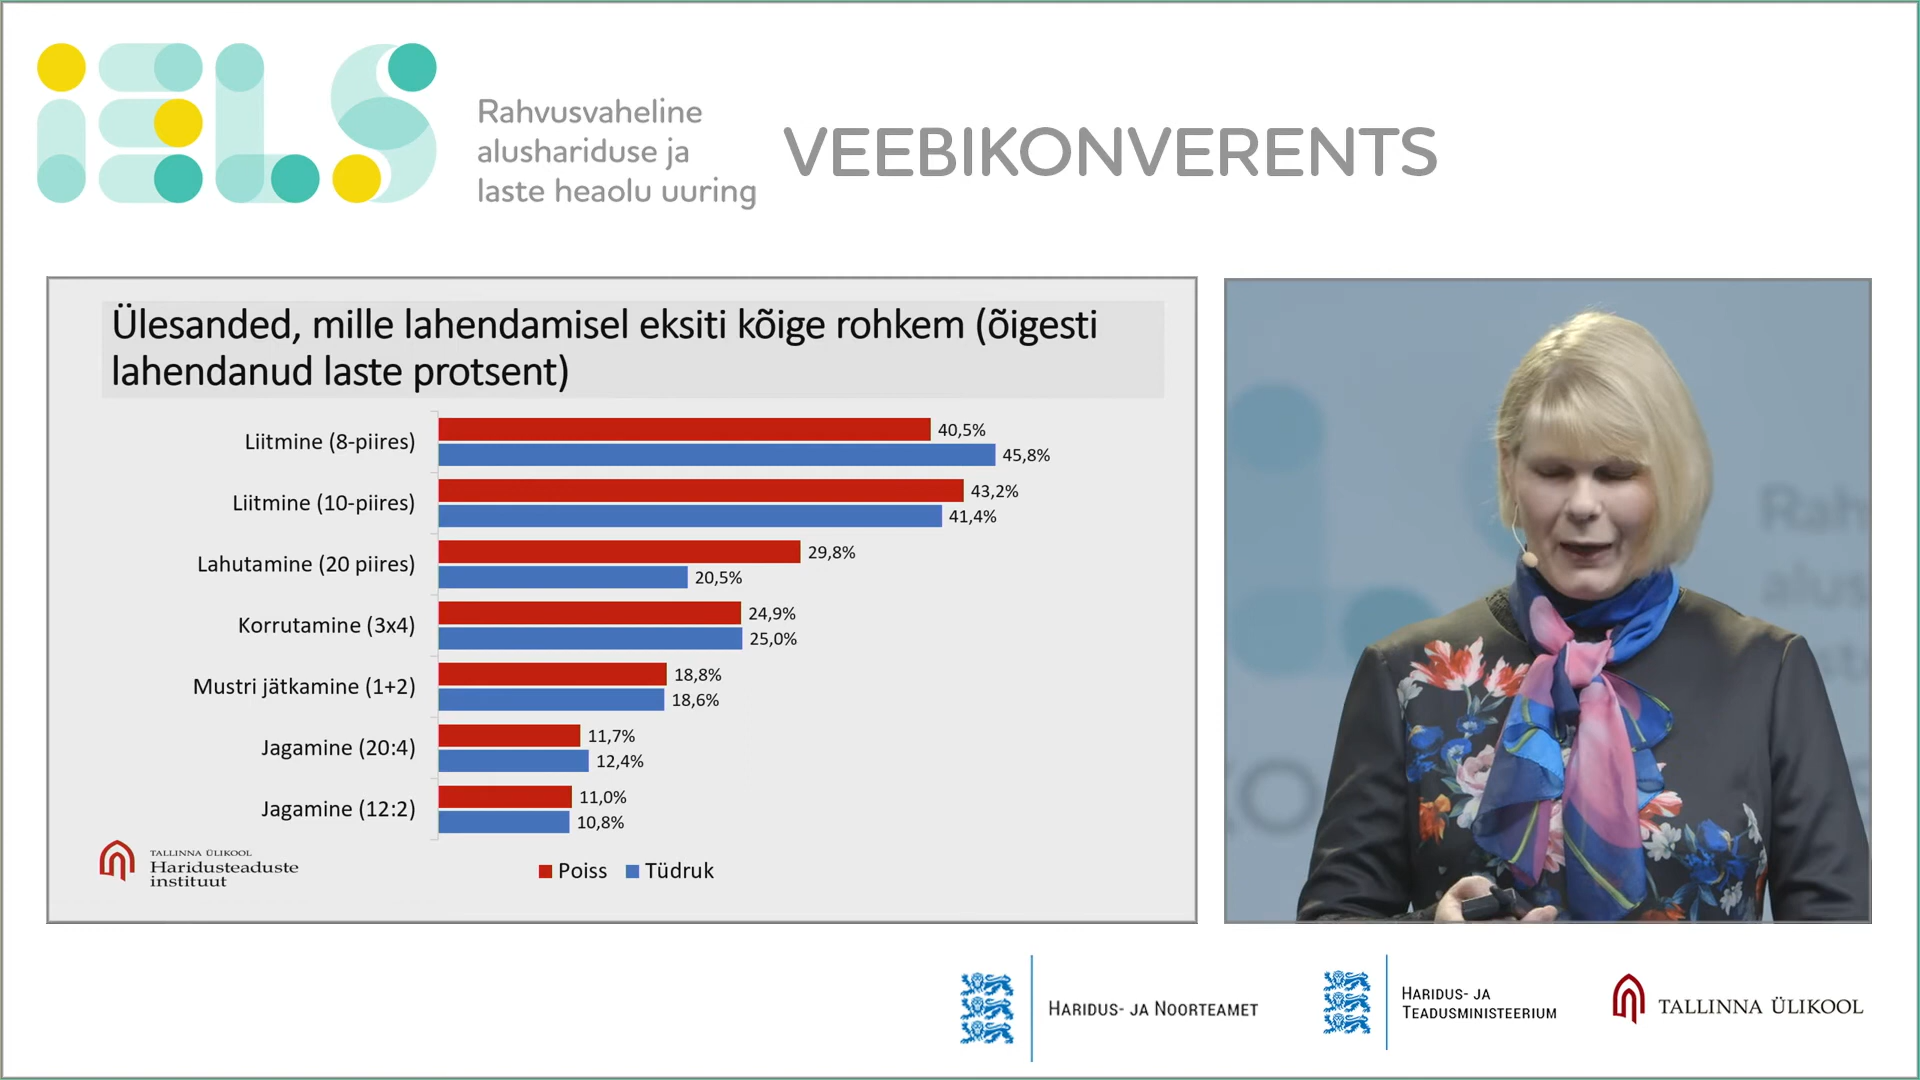 iELS
Rahvusvaheline
alushariduse ja
laste heaolu uuring
VEEBIKONVERENTS
Ülesanded, mille lahendamisel eksiti kõige rohkem (õigesti
lahendanud laste protsent)
Liitmine (8-piires)
40,5%
45,8%
Liitmine (10-piires)
43,2%
41,4%
Lahutamine (20 piires)
29,8%
20,5%
Korrutamine (3x4)
24,9%
25,0%
Mustri jätkamine (1+2)
18,8%
18,6%
Jagamine (20:4)
11,7%
12,4%
Jagamine (12:2)
11,0%
10,8%
Poiss
Tüdruk
TALLINNA ÜLIKOOL
Haridusteaduste
instituut
Rah
alus
HARIDUS- JA NOORTEAMET
HARIDUS- JA
TEADUSMINISTEERIUM
TALLINNA ÜLIKOOL